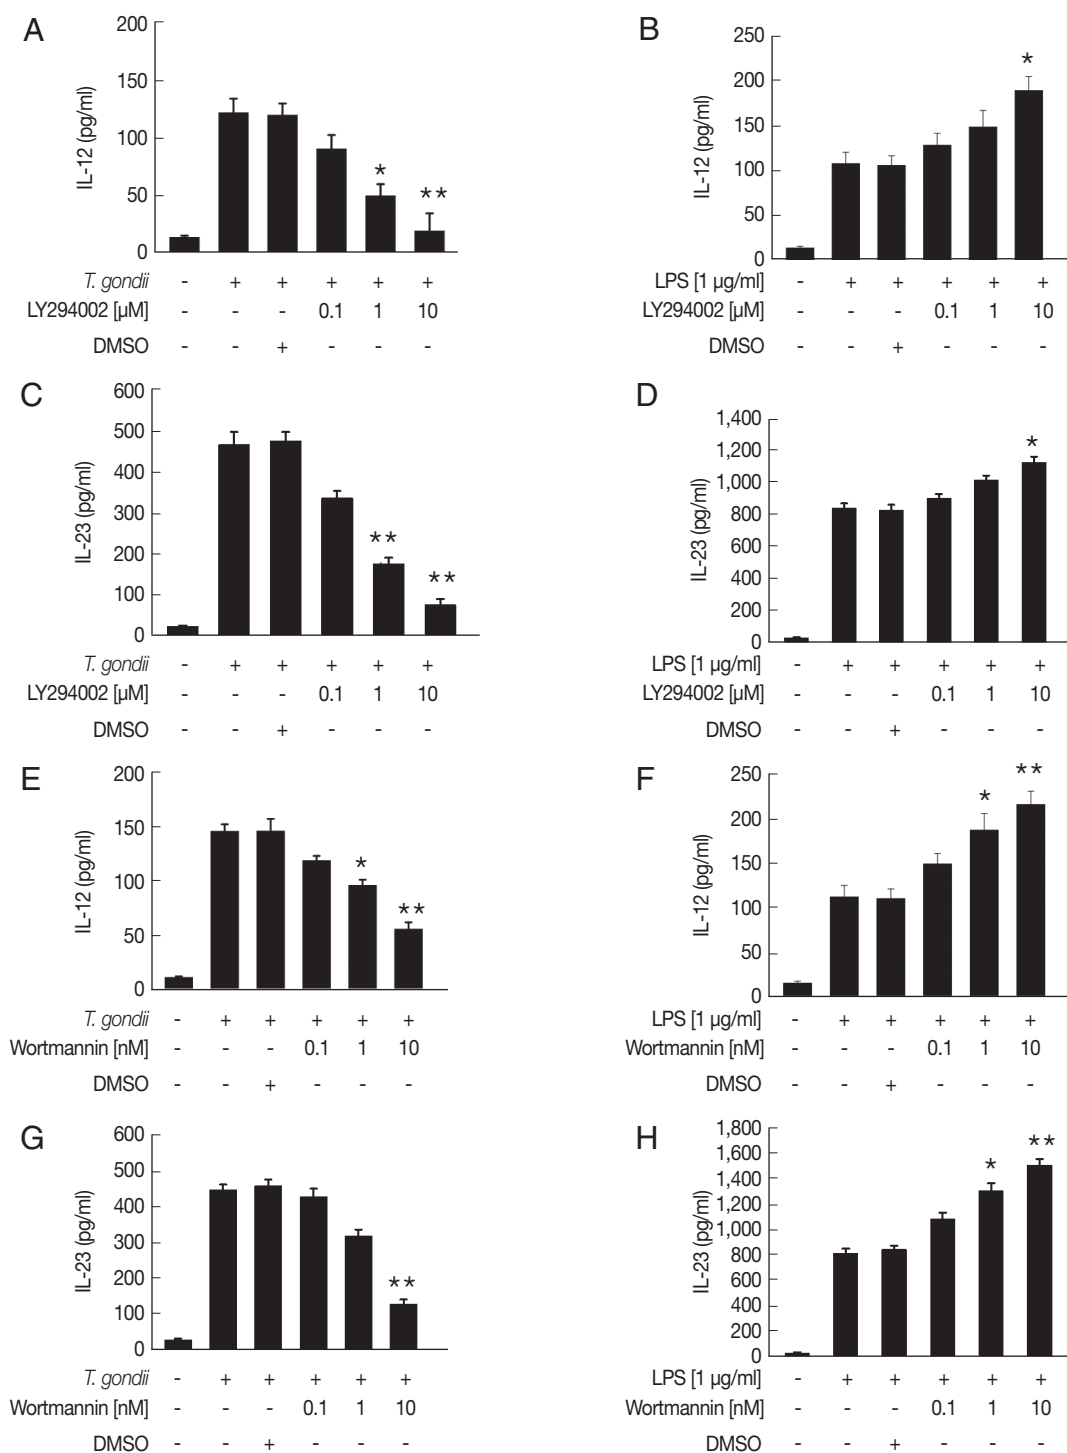 A
200
150
100
50
0
IL-12 (pg/ml)
*
**
T. gondii - + + + + +
LY294002 [µM] - - - 0.1 1 10
DMSO - - + - - -
B
250
200
150
100
50
0
IL-12 (pg/ml)
*
LPS [1 µg/ml] - + + + + +
LY294002 [µM] - - - 0.1 1 10
DMSO - - + - - -
C
600
500
400
300
200
100
0
IL-23 (pg/ml)
**
**
T. gondii - + + + + +
LY294002 [µM] - - - 0.1 1 10
DMSO - - + - - -
D
1,400
1,200
1,000
800
600
400
200
0
IL-23 (pg/ml)
*
LPS [1 µg/ml] - + + + + +
LY294002 [µM] - - - 0.1 1 10
DMSO - - + - - -
E
200
150
100
50
0
IL-12 (pg/ml)
*
**
T. gondii - + + + + +
Wortmannin [nM] - - - 0.1 1 10
DMSO - - + - - -
F
250
200
150
100
50
0
IL-12 (pg/ml)
*
**
LPS [1 µg/ml] - + + + + +
Wortmannin [nM] - - - 0.1 1 10
DMSO - - + - - -
G
600
500
400
300
200
100
0
IL-23 (pg/ml)
**
T. gondii - + + + + +
Wortmannin [nM] - - - 0.1 1 10
DMSO - - + - - -
H
1,800
1,600
1,400
1,200
1,000
800
600
400
200
0
IL-23 (pg/ml)
*
**
LPS [1 µg/ml] - + + + + +
Wortmannin [nM] - - - 0.1 1 10
DMSO - - + - - -